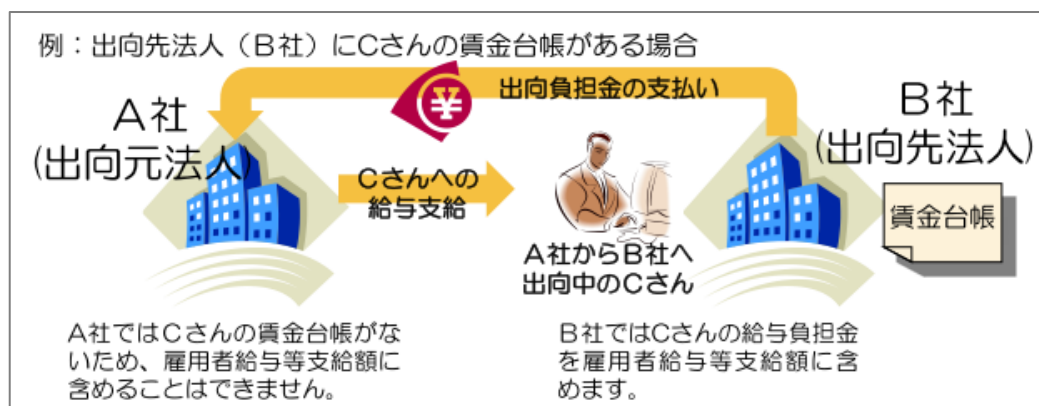 例：出向先法人（Ｂ社）にCさんの賃金台帳がある場合
出向負担金の支払い
¥
Ａ社
(出向元法人)
Ｂ社
(出向先法人)
Ｃさんへの
給与支給
賃金台帳
Ａ社からＢ社へ
出向中のＣさん
Ａ社ではＣさんの賃金台帳がな
いため、雇用者給与等支給額に
含めることはできません。
Ｂ社ではCさんの給与負担金
を雇用者給与等支給額に含
めます。